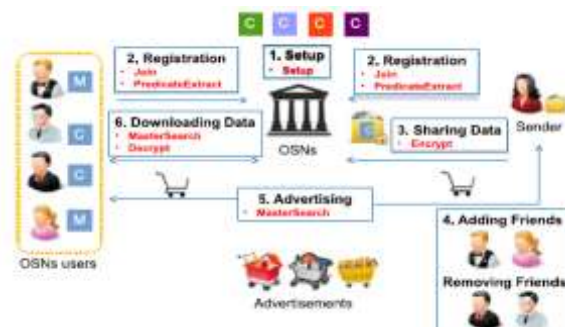 C C C C
2. Registration
• Join
• PredicateExtract
1. Setup
• Setup
2. Registration
• Join
• PredicateExtract
M
C
C
M
6. Downloading Data
• MasterSearch
• Decrypt
OSNs
C
3. Sharing Data
• Encrypt
Sender
5. Advertising
• MasterSearch
4. Adding Friends
Removing Friends
OSNs users
Advertisements